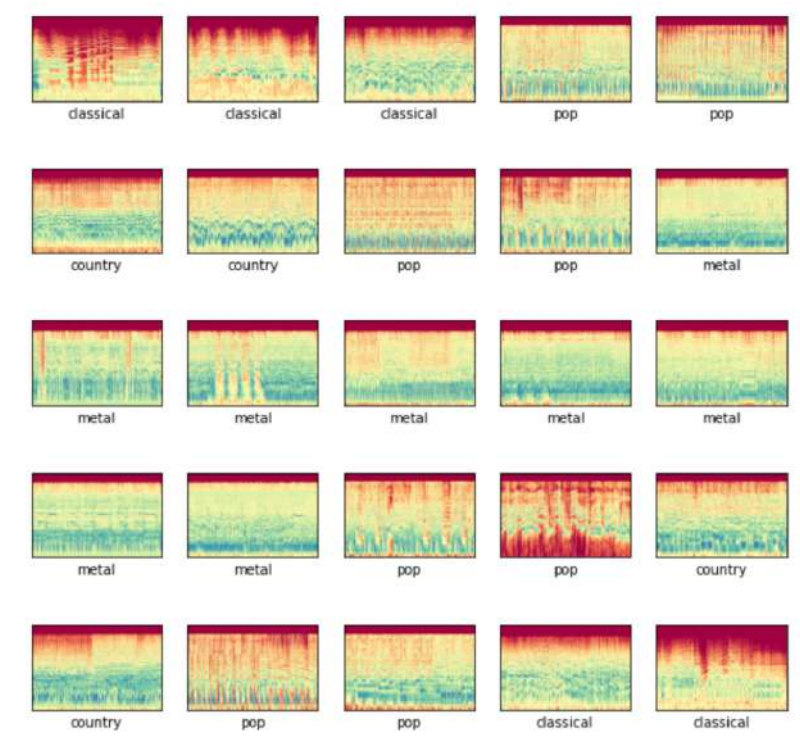 classical classical classical pop pop
country country pop pop metal
metal metal metal metal metal
metal metal pop pop country
country pop pop classical classical